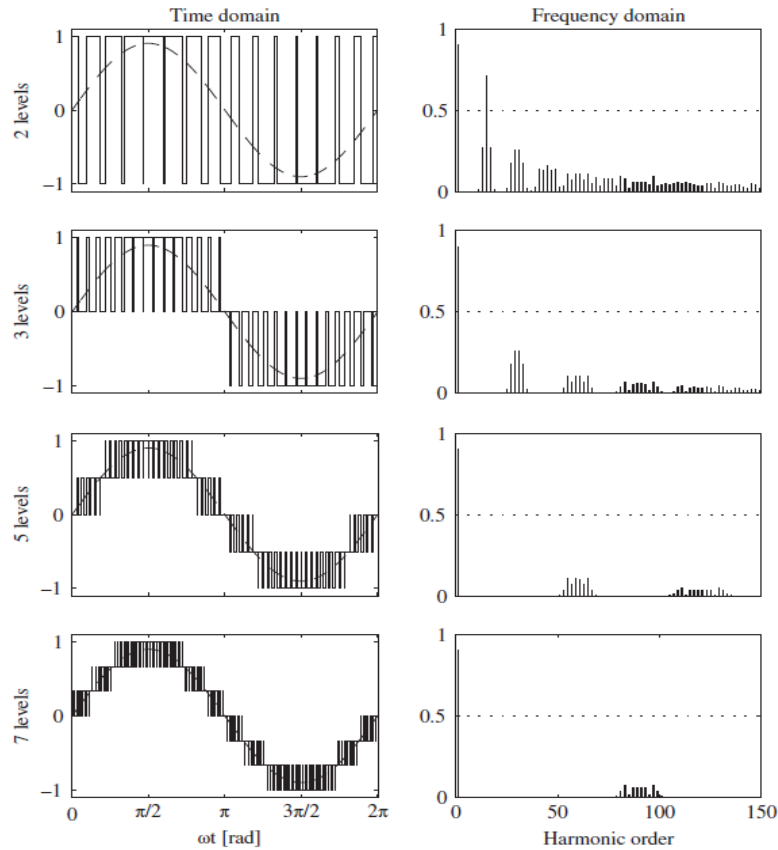 Time domain
Frequency domain
2 levels
1
0
−1
1
0.5
0
3 levels
1
0
−1
1
0.5
0
5 levels
1
0
−1
1
0.5
0
7 levels
1
0
−1
1
0.5
0
0 π/2 π 3π/2 2π
ωt [rad]
0 50 100 150
Harmonic order